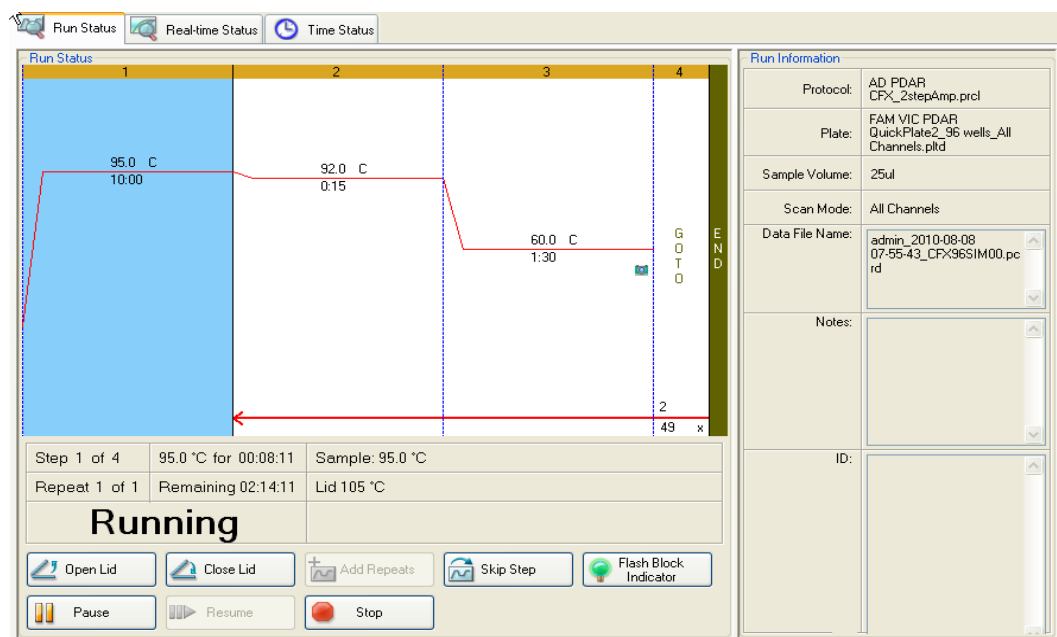 Run Status Real-time Status Time Status
Run Status
1 2 3 4
95.0 C
10:00
92.0 C
0:15
60.0 C
1:30
GOTO
END
2
49 x
Step 1 of 4 95.0 °C for 00:08:11 Sample: 95.0 °C
Repeat 1 of 1 Remaining 02:14:11 Lid 105 °C
Running
Open Lid Close Lid Add Repeats Skip Step Flash Block
Indicator
Pause Resume Stop
Run Information
Protocol: AD PDAR
CFX_2stepAmp.prcl
Plate: FAM VIC PDAR
QuickPlate2_96 wells_All
Channels.pltd
Sample Volume: 25ul
Scan Mode: All Channels
Data File Name: admin_2010-08-08
07-55-43_CFX96SIM00.pc
rd
Notes:
ID: